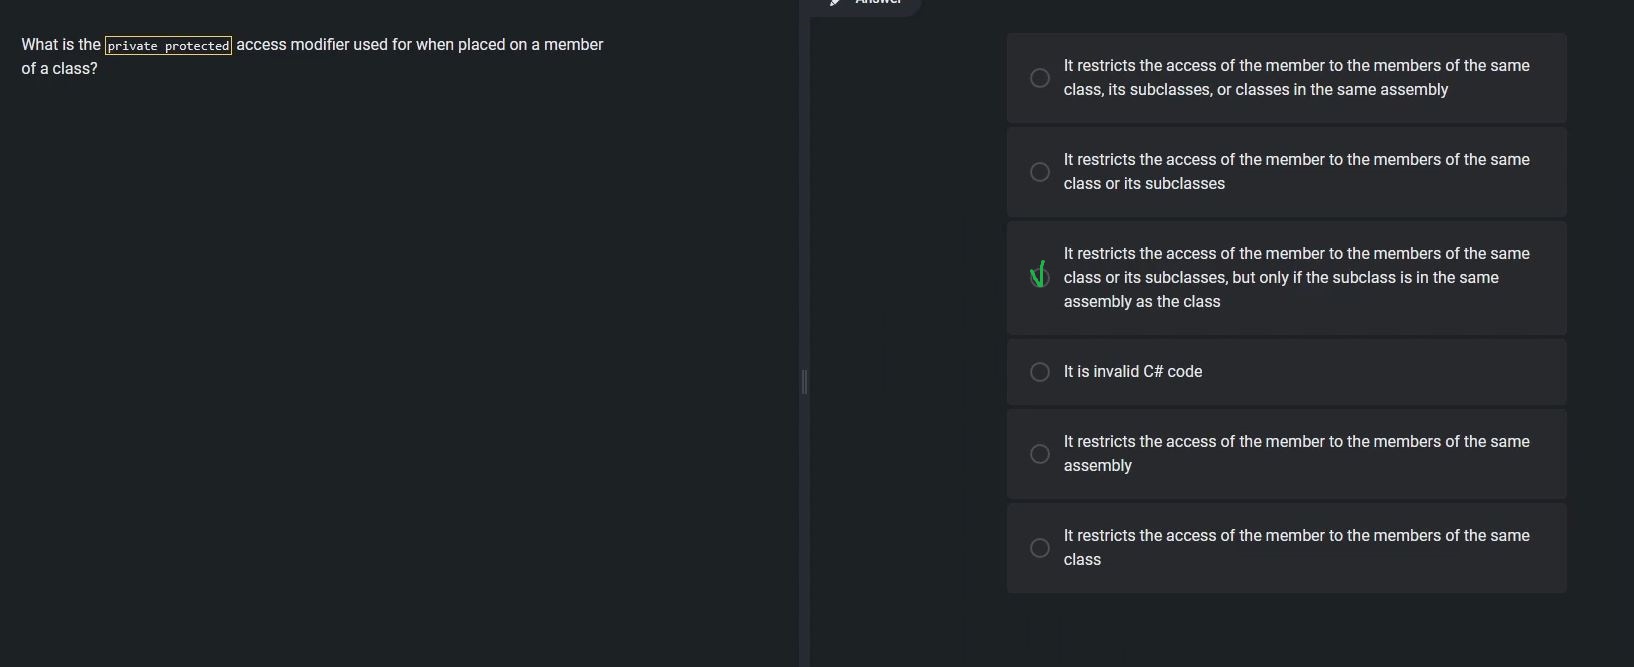 Answer
What is the private protected access modifier used for when placed on a member
of a class?
It restricts the access of the member to the members of the same
class, its subclasses, or classes in the same assembly
It restricts the access of the member to the members of the same
class or its subclasses
It restricts the access of the member to the members of the same
class or its subclasses, but only if the subclass is in the same
assembly as the class
It is invalid C# code
It restricts the access of the member to the members of the same
assembly
It restricts the access of the member to the members of the same
class